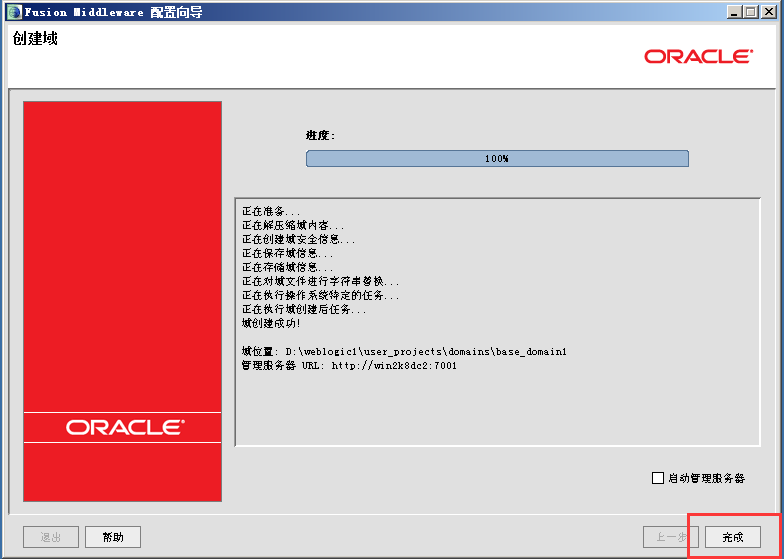 Fusion Middleware 配置向导
创建域
ORACLE
进度:
100%
正在准备...
正在解压缩域内容...
正在创建域安全信息...
正在保存域信息...
正在存储域信息...
正在对域文件进行字符串替换...
正在执行操作系统特定的任务...
正在执行域创建后任务...
域创建成功!
域位置: D:\weblogic1\user_projects\domains\base_domain1
管理服务器 URL: http://win2k8dc2:7001
ORACLE
启动管理服务器
退出
帮助
上一步
完成